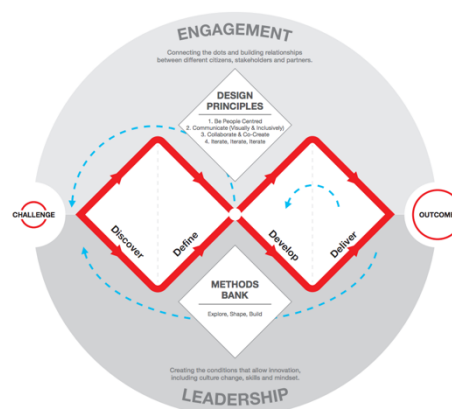 ENGAGEMENT
Connecting the dots and building relationships
between different citizens, stakeholders and partners.
DESIGN
PRINCIPLES
1. Be People Centred
2. Communicate (Visually & Inclusively)
3. Collaborate & Co-Create
4. Iterate, Iterate, Iterate
CHALLENGE
Discover
Define
Develop
Deliver
OUTCOME
METHODS
BANK
Explore, Shape, Build
Creating the conditions that allow innovation,
including culture change, skills and mindset.
LEADERSHIP